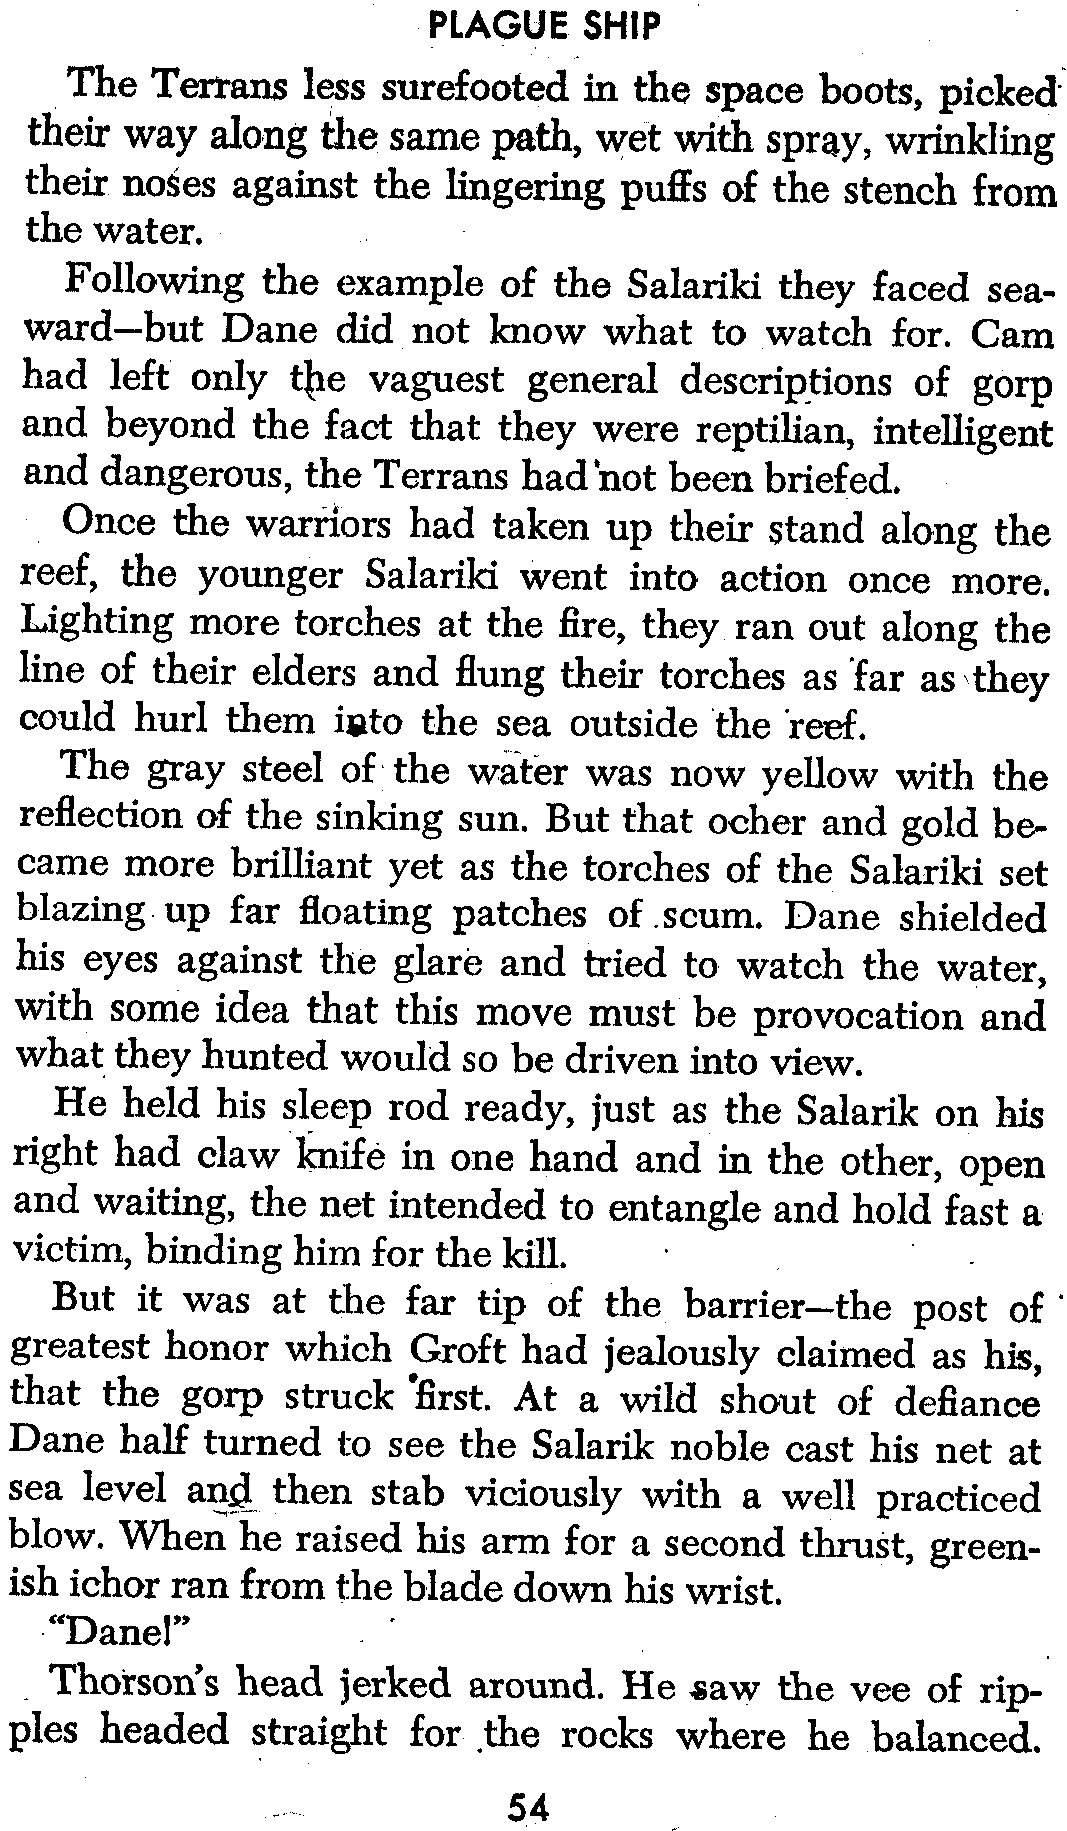 PLAGUE SHIP
The Terrans less surefooted in the space boots, picked
their way along the same path, wet with spray, wrinkling
their noses against the lingering puffs of the stench from
the water.
Following the example of the Salariki they faced sea-
ward—but Dane did not know what to watch for. Cam
had left only the vaguest general descriptions of gorp
and beyond the fact that they were reptilian, intelligent
and dangerous, the Terrans had not been briefed.
Once the warriors had taken up their stand along the
reef, the younger Salariki went into action once more.
Lighting more torches at the fire, they ran out along the
line of their elders and flung their torches as far as they
could hurl them into the sea outside the reef.
The gray steel of the water was now yellow with the
reflection of the sinking sun. But that ocher and gold be-
came more brilliant yet as the torches of the Salariki set
blazing up far floating patches of scum. Dane shielded
his eyes against the glare and tried to watch the water,
with some idea that this move must be provocation and
what they hunted would so be driven into view.
He held his sleep rod ready, just as the Salarik on his
right had claw knife in one hand and in the other, open
and waiting, the net intended to entangle and hold fast a
victim, binding him for the kill.
But it was at the far tip of the barrier—the post of
greatest honor which Groft had jealously claimed as his,
that the gorp struck first. At a wild shout of defiance
Dane half turned to see the Salarik noble cast his net at
sea level and then stab viciously with a well practiced
blow. When he raised his arm for a second thrust, green-
ish ichor ran from the blade down his wrist.
"Dane!"
Thorson's head jerked around. He saw the vee of rip-
ples headed straight for the rocks where he balanced.
54